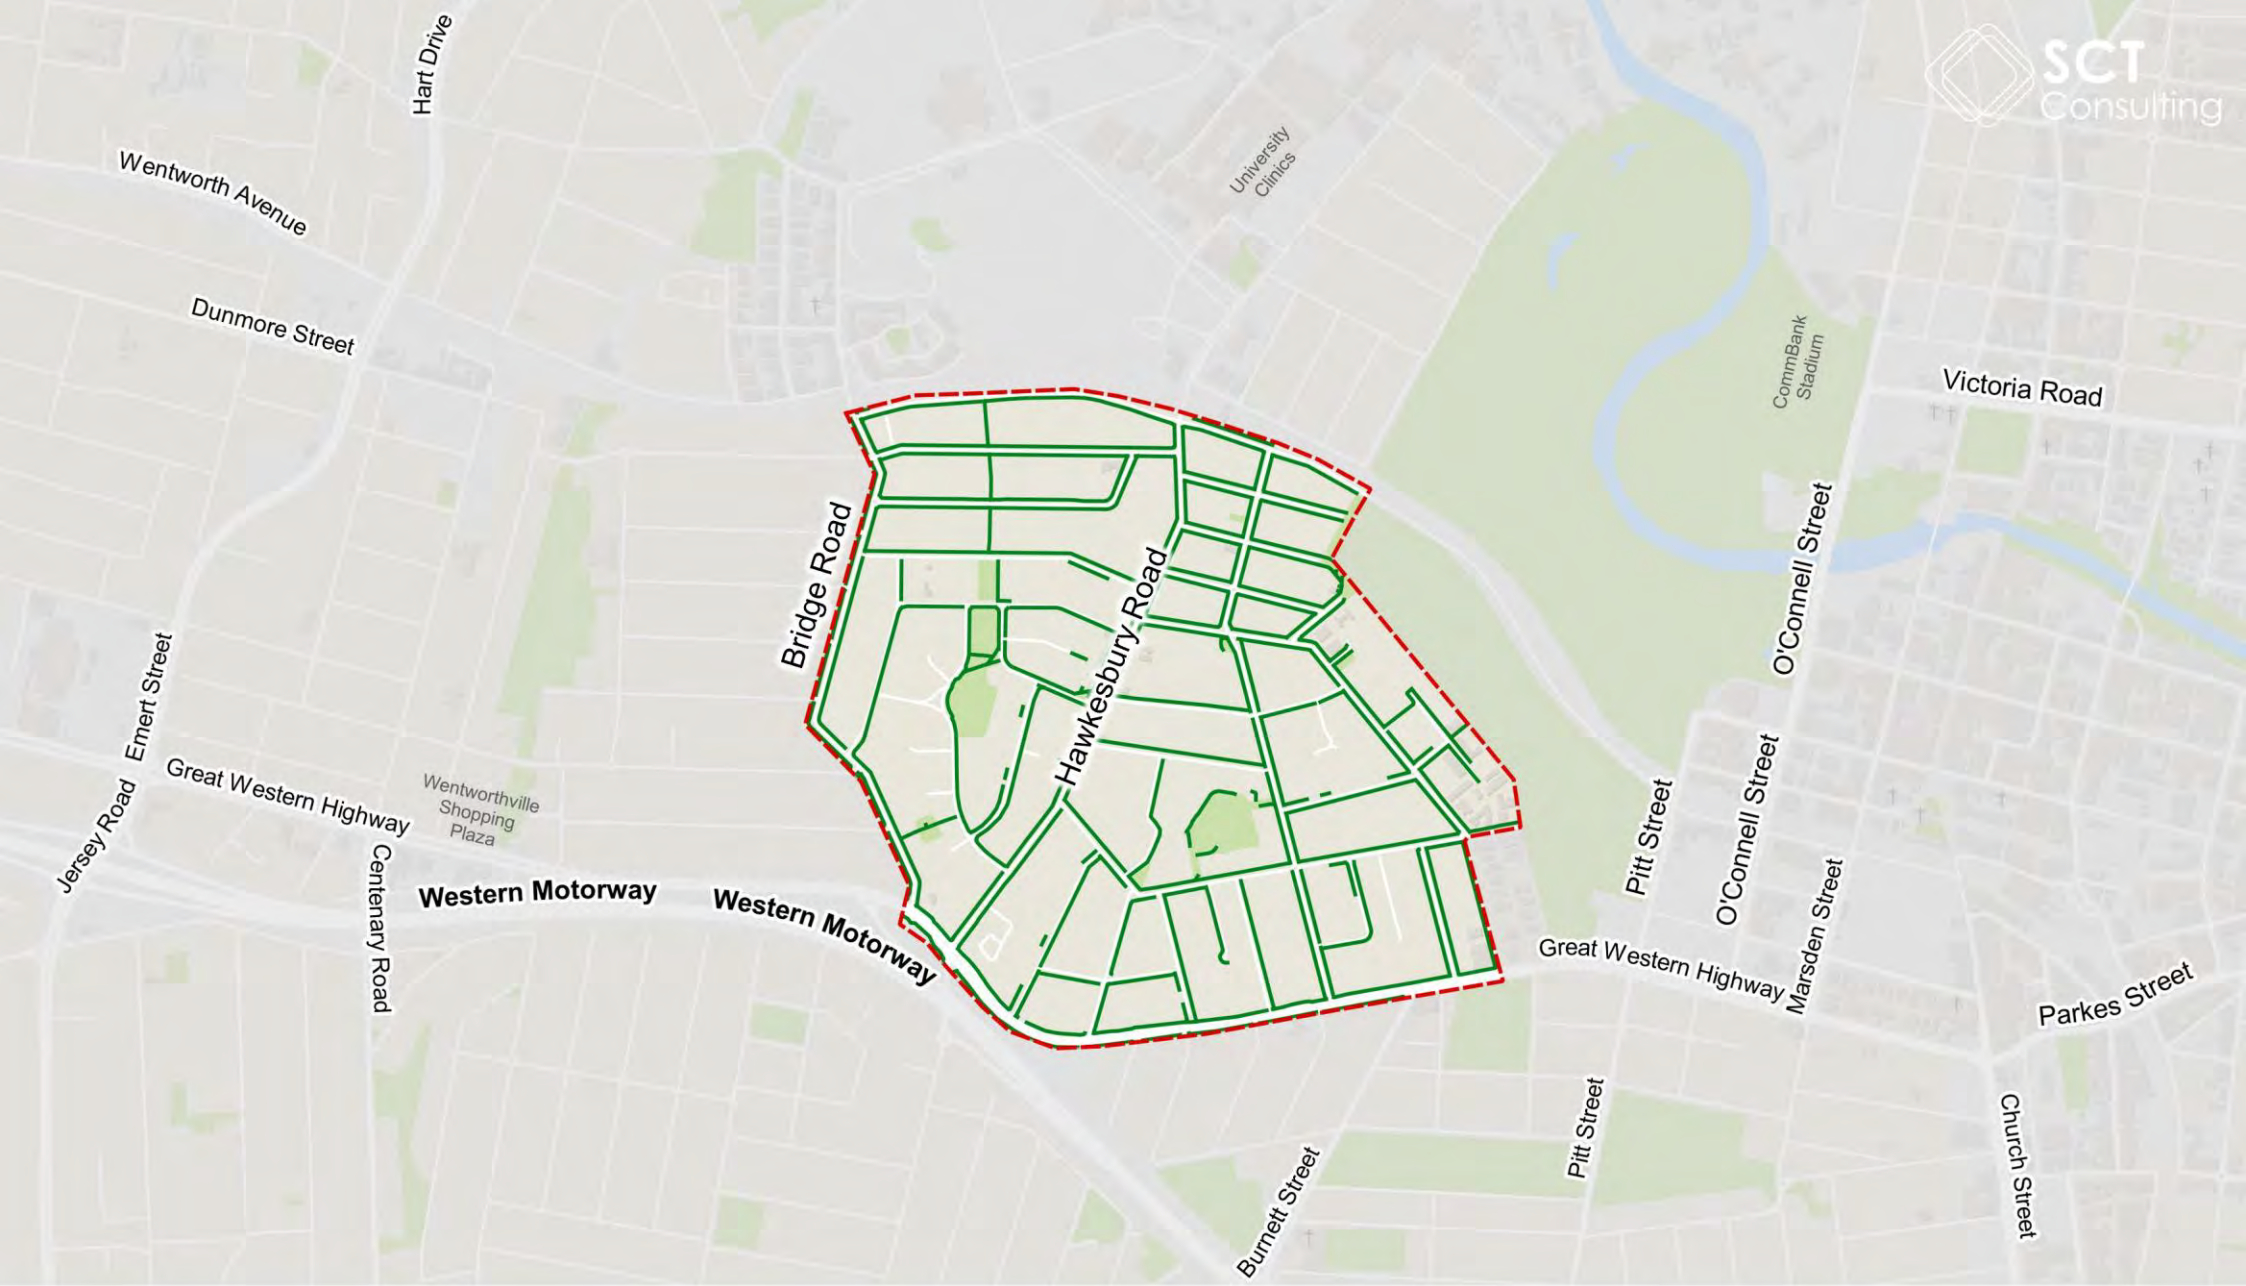 Hart Drive
SCT
Consulting
Wentworth Avenue
University
Clinics
Dunmore Street
CommBank
Stadium
Victoria Road
Bridge Road
O'Connell Street
Hawkesbury Road
Emert Street
Great Western Highway
Wentworthville
Shopping
Plaza
Jersey Road
Centenary Road
Western Motorway
Western Motorway
Pitt Street
O'Connell Street
Marsden Street
Great Western Highway
Parkes Street
Pitt Street
Church Street
Burnett Street